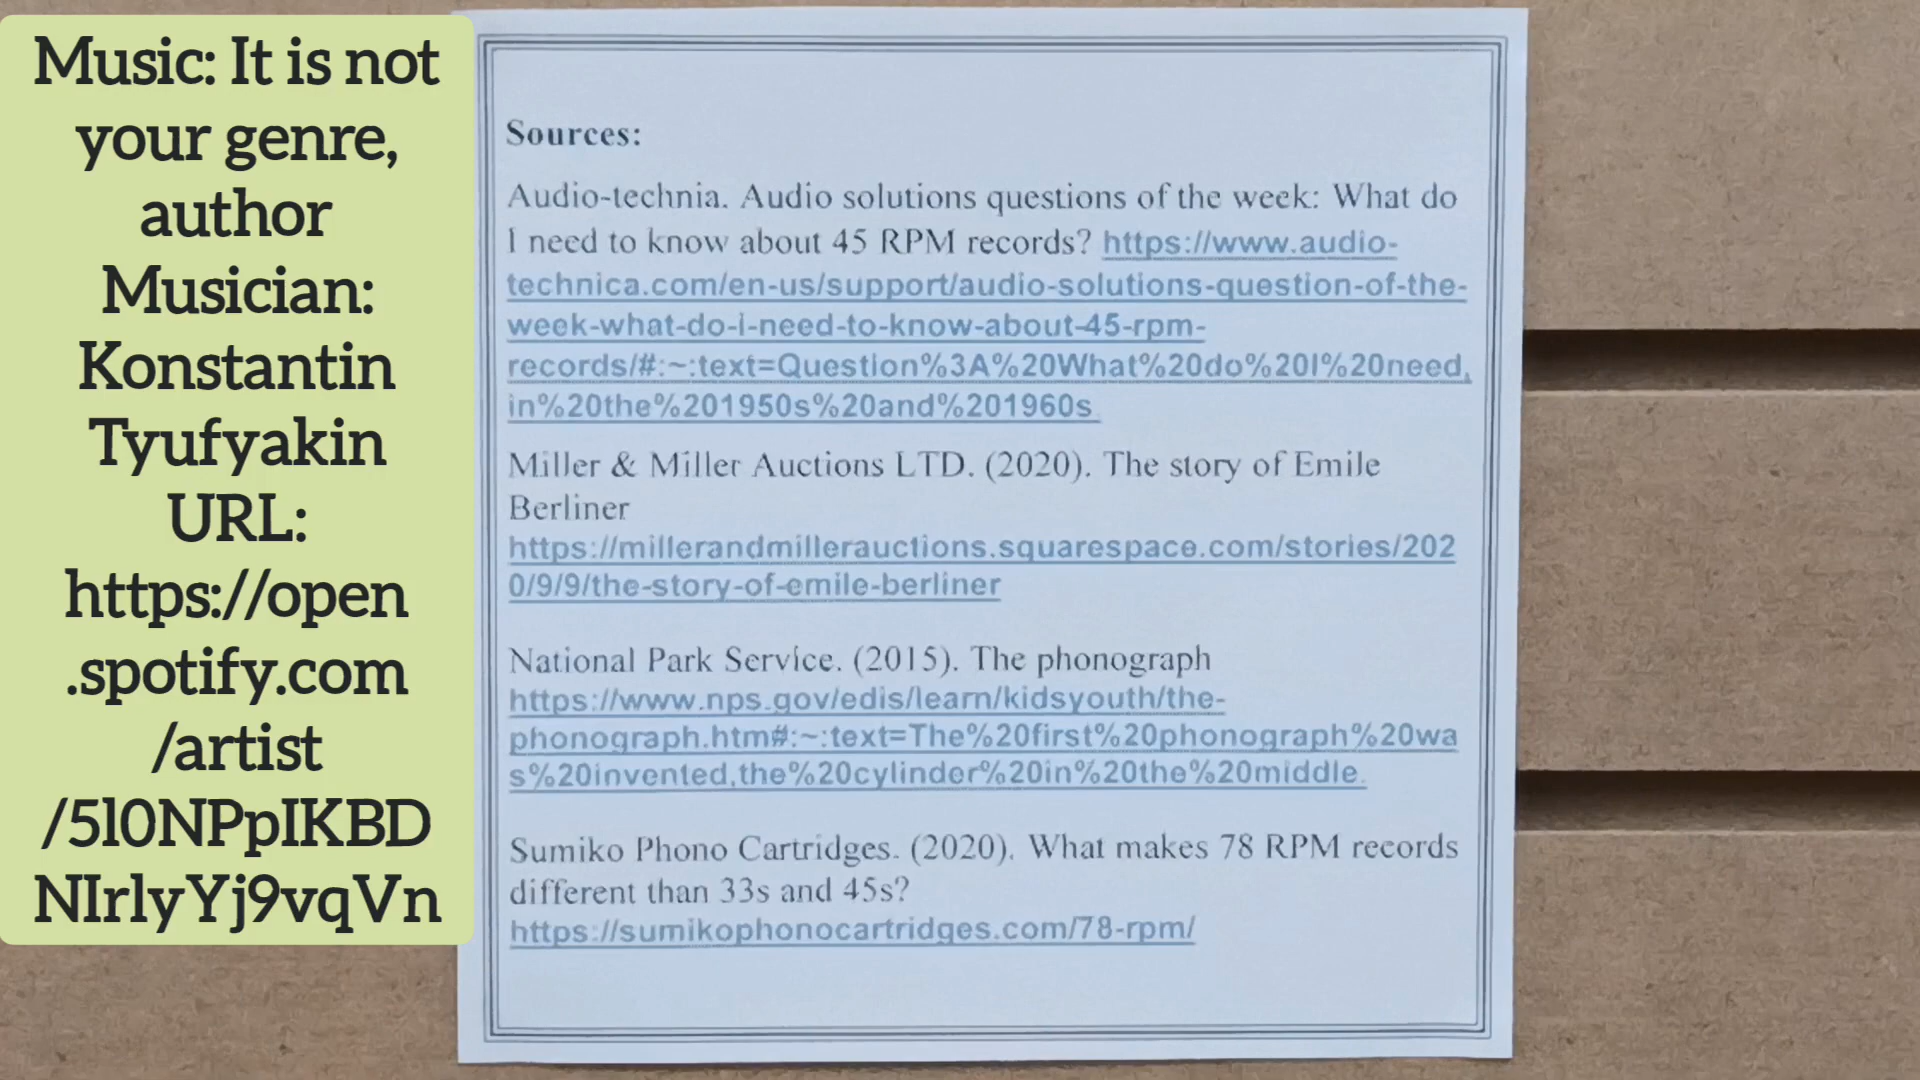 Music: It is not
your genre,
author
Musician:
Konstantin
Tyufyakin
URL:
https://open
.spotify.com
/artist
/5l0NPpIKBD
NIrlyYj9vqVn
Sources:
Audio-technia. Audio solutions questions of the week: What do
I need to know about 45 RPM records? https://www.audio-
technica.com/en-us/support/audio-solutions-question-of-the-
week-what-do-i-need-to-know-about-45-rpm-
records/#:~:text=Question%3A%20What%20do%20I%20need,
in%20the%201950s%20and%201960s.
Miller & Miller Auctions LTD. (2020). The story of Emile
Berliner
https://millerandmillerauctions.squarespace.com/stories/202
0/9/9/the-story-of-emile-berliner
National Park Service. (2015). The phonograph
https://www.nps.gov/edis/learn/kidsyouth/the-
phonograph.htm#:~:text=The%20first%20phonograph%20wa
s%20invented,the%20cylinder%20in%20the%20middle.
Sumiko Phono Cartridges. (2020). What makes 78 RPM records
different than 33s and 45s?
https://sumikophonocartridges.com/78-rpm/